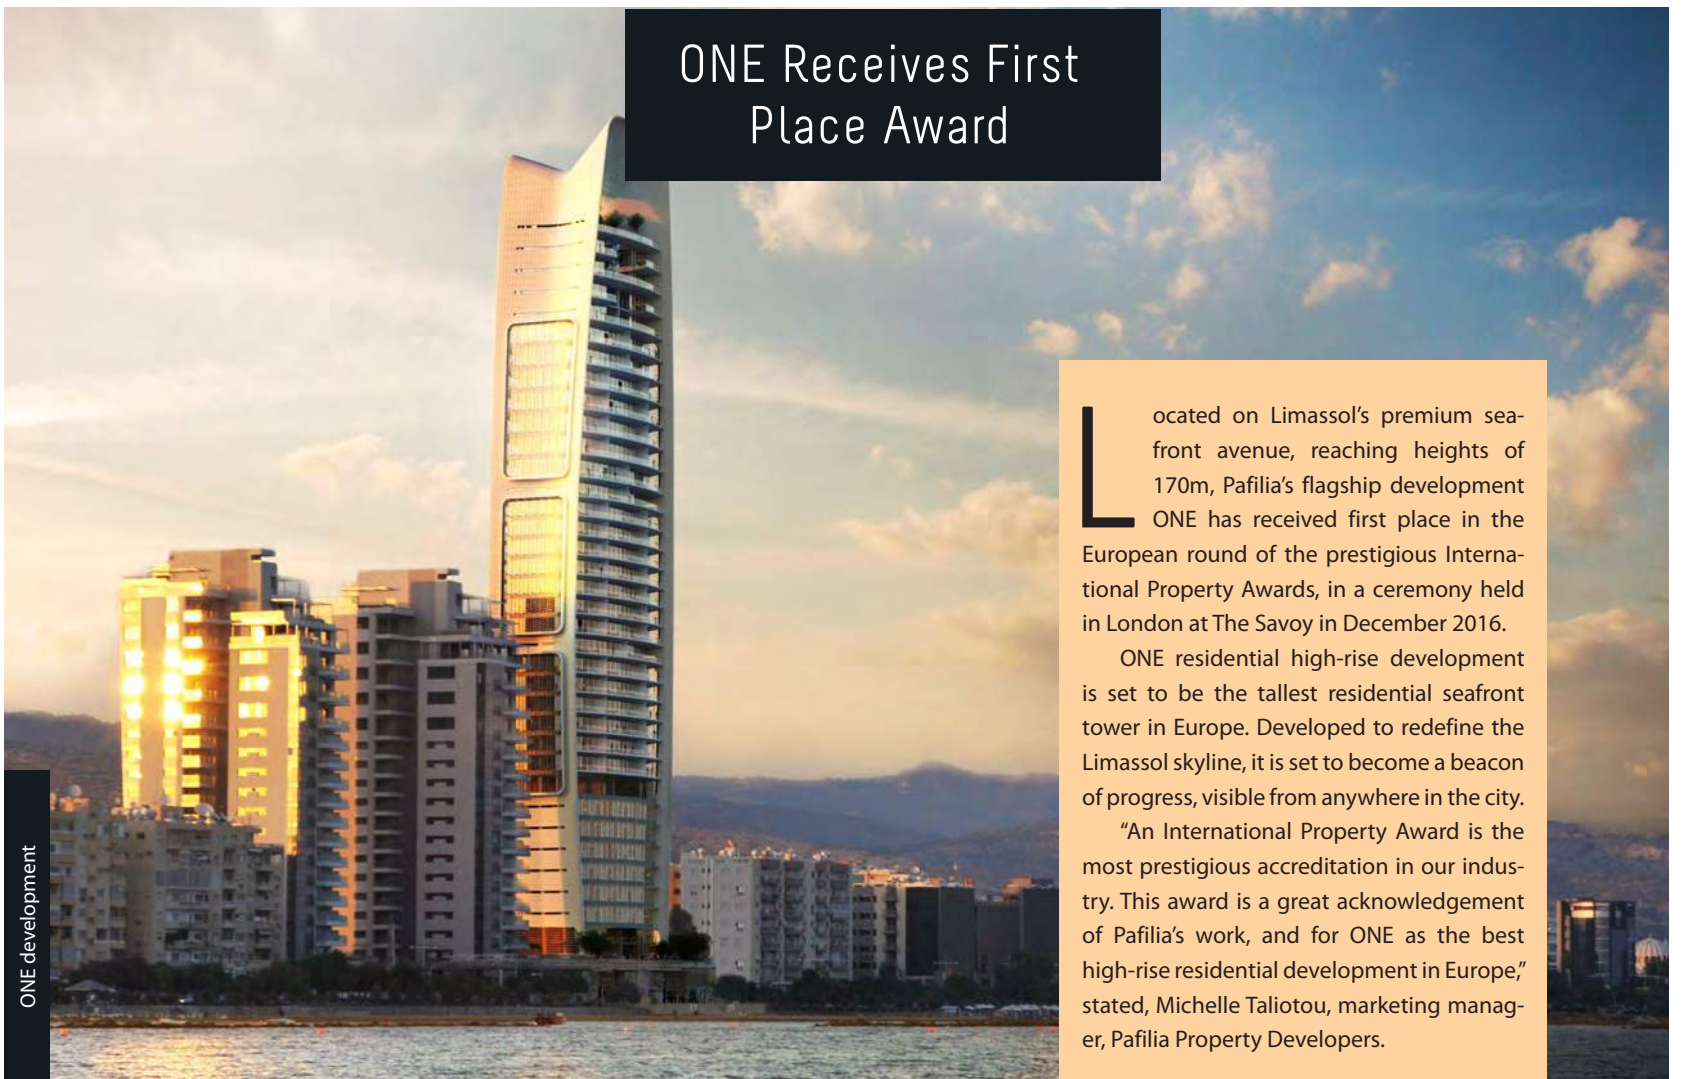 ONE Receives First
Place Award
Located on Limassol’s premium sea-
front avenue, reaching heights of
170m, Pafilia’s flagship development
ONE has received first place in the
European round of the prestigious Interna-
tional Property Awards, in a ceremony held
in London at The Savoy in December 2016.
ONE residential high-rise development
is set to be the tallest residential seafront
tower in Europe. Developed to redefine the
Limassol skyline, it is set to become a beacon
of progress, visible from anywhere in the city.
“An International Property Award is the
most prestigious accreditation in our indus-
try. This award is a great acknowledgement
of Pafilia’s work, and for ONE as the best
high-rise residential development in Europe,”
stated, Michelle Taliotou, marketing manag-
er, Pafilia Property Developers.
ONE development